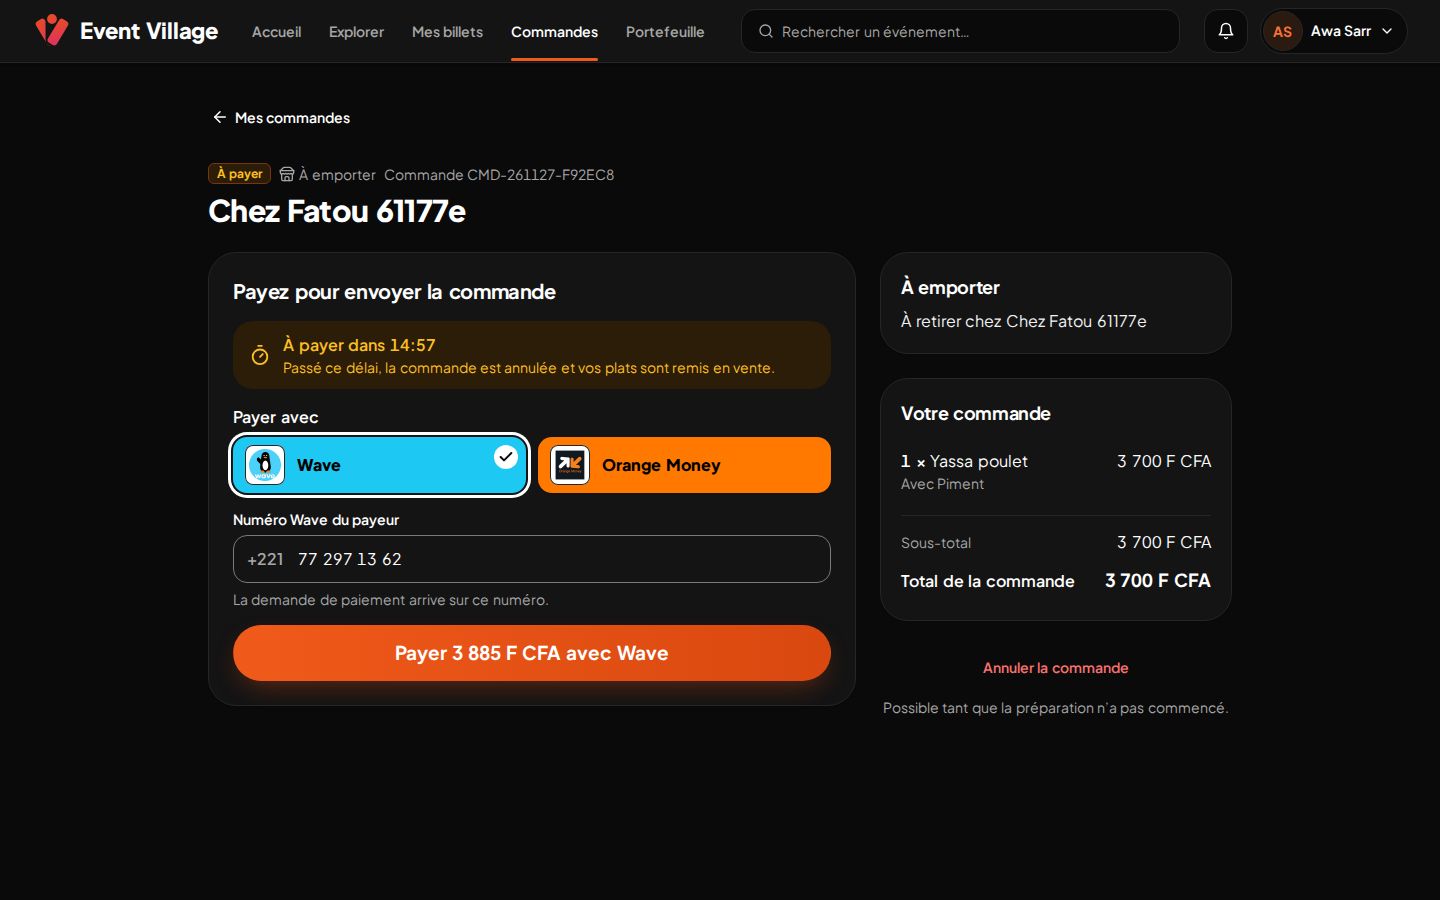 Event Village
Accueil
Explorer
Mes billets
Commandes
Portefeuille
Rechercher un événement...
AS
Awa Sarr
Mes commandes
À payer
À emporter
Commande CMD-261127-F92EC8
Chez Fatou 61177e
Payez pour envoyer la commande
À payer dans 14:57
Passé ce délai, la commande est annulée et vos plats sont remis en vente.
Payer avec
wave
Wave
Orange Money
Numéro Wave du payeur
+221 77 297 13 62
La demande de paiement arrive sur ce numéro.
Payer 3 885 F CFA avec Wave
À emporter
À retirer chez Chez Fatou 61177e
Votre commande
1 × Yassa poulet 3 700 F CFA
Avec Piment
Sous-total 3 700 F CFA
Total de la commande 3 700 F CFA
Annuler la commande
Possible tant que la préparation n’a pas commencé.